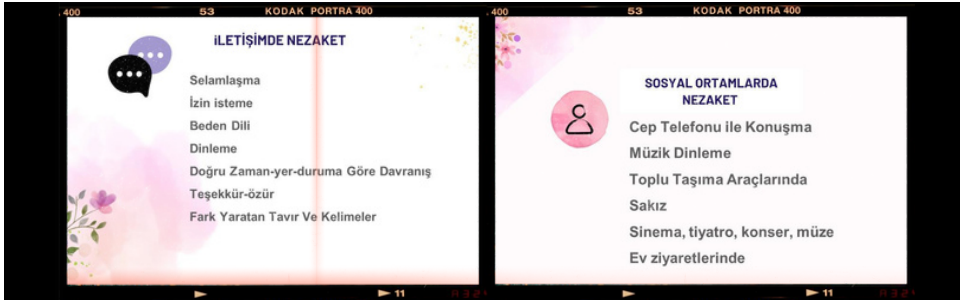 400 53 KODAK PORTRA 400
iLETİŞİMDE NEZAKET
Selamlaşma
İzin isteme
Beden Dili
Dinleme
Doğru Zaman-yer-duruma Göre Davranış
Teşekkür-özür
Fark Yaratan Tavır Ve Kelimeler
11
400 53 KODAK PORTRA 400
SOSYAL ORTAMLARDA
NEZAKET
Cep Telefonu ile Konuşma
Müzik Dinleme
Toplu Taşıma Araçlarında
Sakız
Sinema, tiyatro, konser, müze
Ev ziyaretlerinde
11